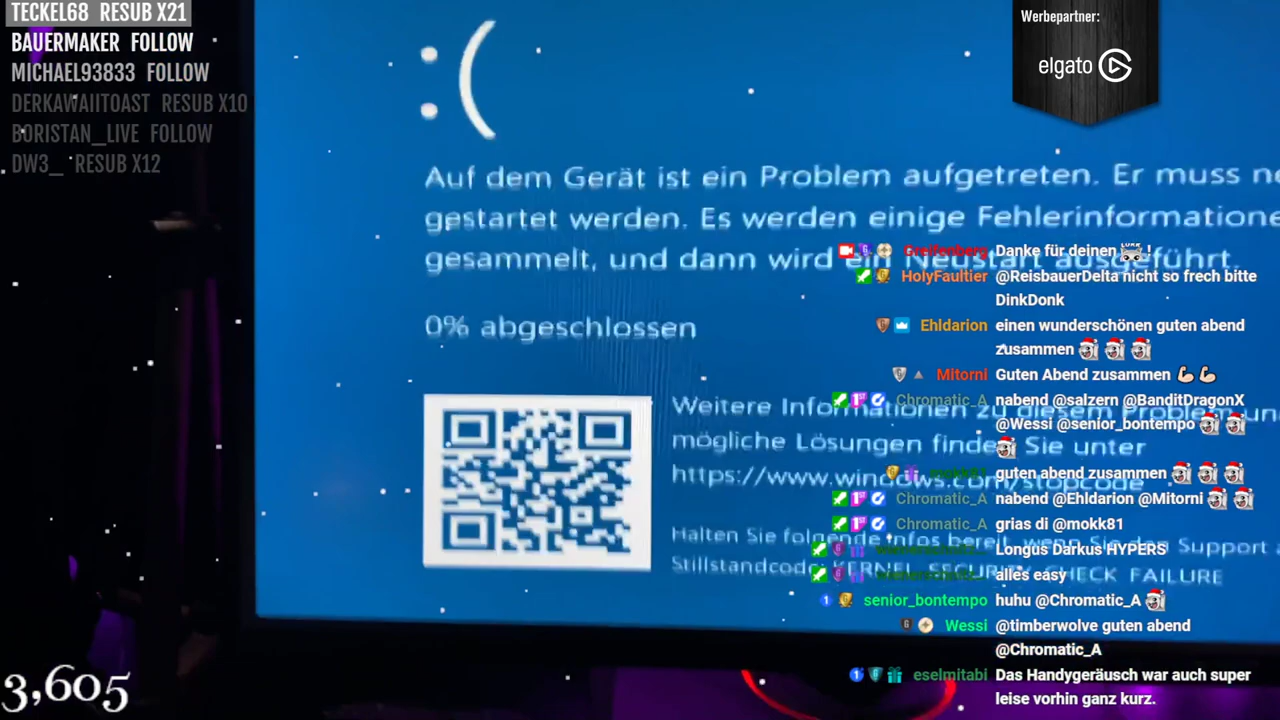 TECKEL68 RESUB X21
BAUERMAKER FOLLOW
MICHAEL93833 FOLLOW
DERKAWAIITOAST RESUB X10
BORISTAN_LIVE FOLLOW
DW3_ RESUB X12
Werbepartner:
elgato
:(
Auf dem Gerät ist ein Problem aufgetreten. Er muss
gestartet werden. Es werden einige
gesammelt, und dann wird ein Neustart ausgeführt.
0% abgeschlossen
Weitere Informationen zu diesem Problem
mögliche Lösungen finden Sie unter
https://www.windows.com/stopcode
Halten Sie folgende Infos bereit, wenn Sie den Support
Stillstandcode: KERNEL SECURITY CHECK FAILURE
Greifenberg Danke für deinen !
HolyFaultier @ReisbauerDelta nicht so frech bitte
DinkDonk
Ehldarion einen wunderschönen guten abend
zusammen
Mitorni Guten Abend zusammen
Chromatic_A nabend @salzern @BanditDragonX
@Wessi @senior_bontempo
mokk81 guten abend zusammen
Chromatic_A nabend @Ehldarion @Mitorni
Chromatic_A grias di @mokk81
Longus Darkus HYPERS
alles easy
senior_bontempo huhu @Chromatic_A
Wessi @timberwolve guten abend
@Chromatic_A
eselmitabi Das Handygeräusch war auch super
leise vorhin ganz kurz.
3,605